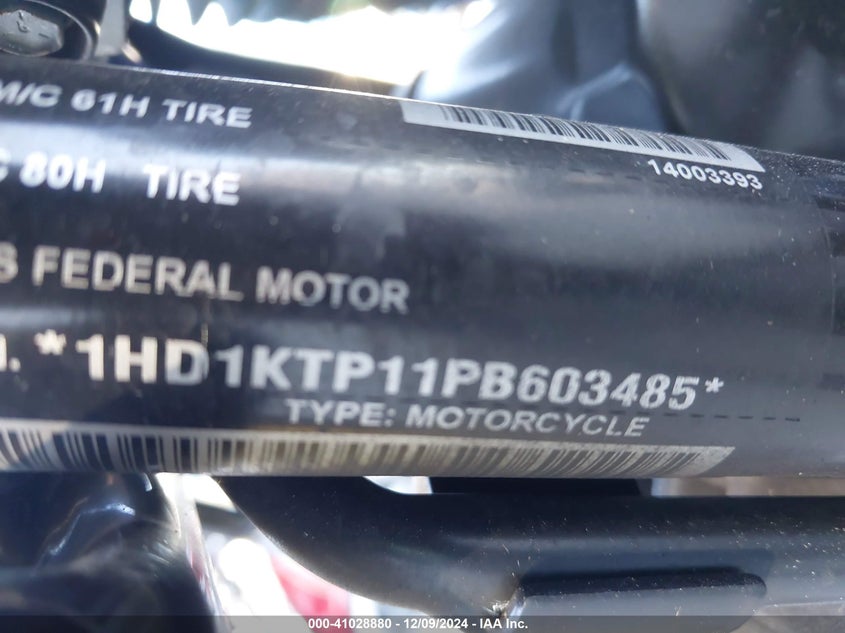 M/C 61H TIRE
14003393
80H TIRE
FEDERAL MOTOR
*1HD1KTP11PB603485*
TYPE: MOTORCYCLE
000-41028880 - 12/09/2024 - IAA Inc.